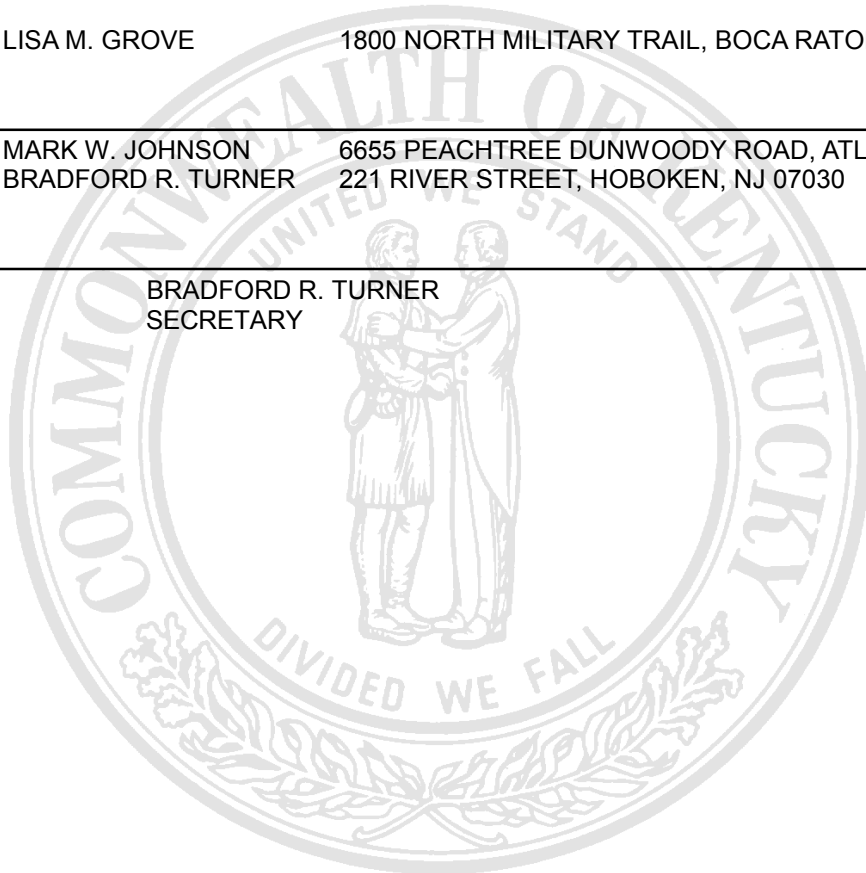 LISA M. GROVE 1800 NORTH MILITARY TRAIL, BOCA RATO
MARK W. JOHNSON 6655 PEACHTREE DUNWOODY ROAD, ATL
BRADFORD R. TURNER 221 RIVER STREET, HOBOKEN, NJ 07030
BRADFORD R. TURNER
SECRETARY
COMMONWEALTH OF KENTUCKY
UNITED WE STAND
DIVIDED WE FALL